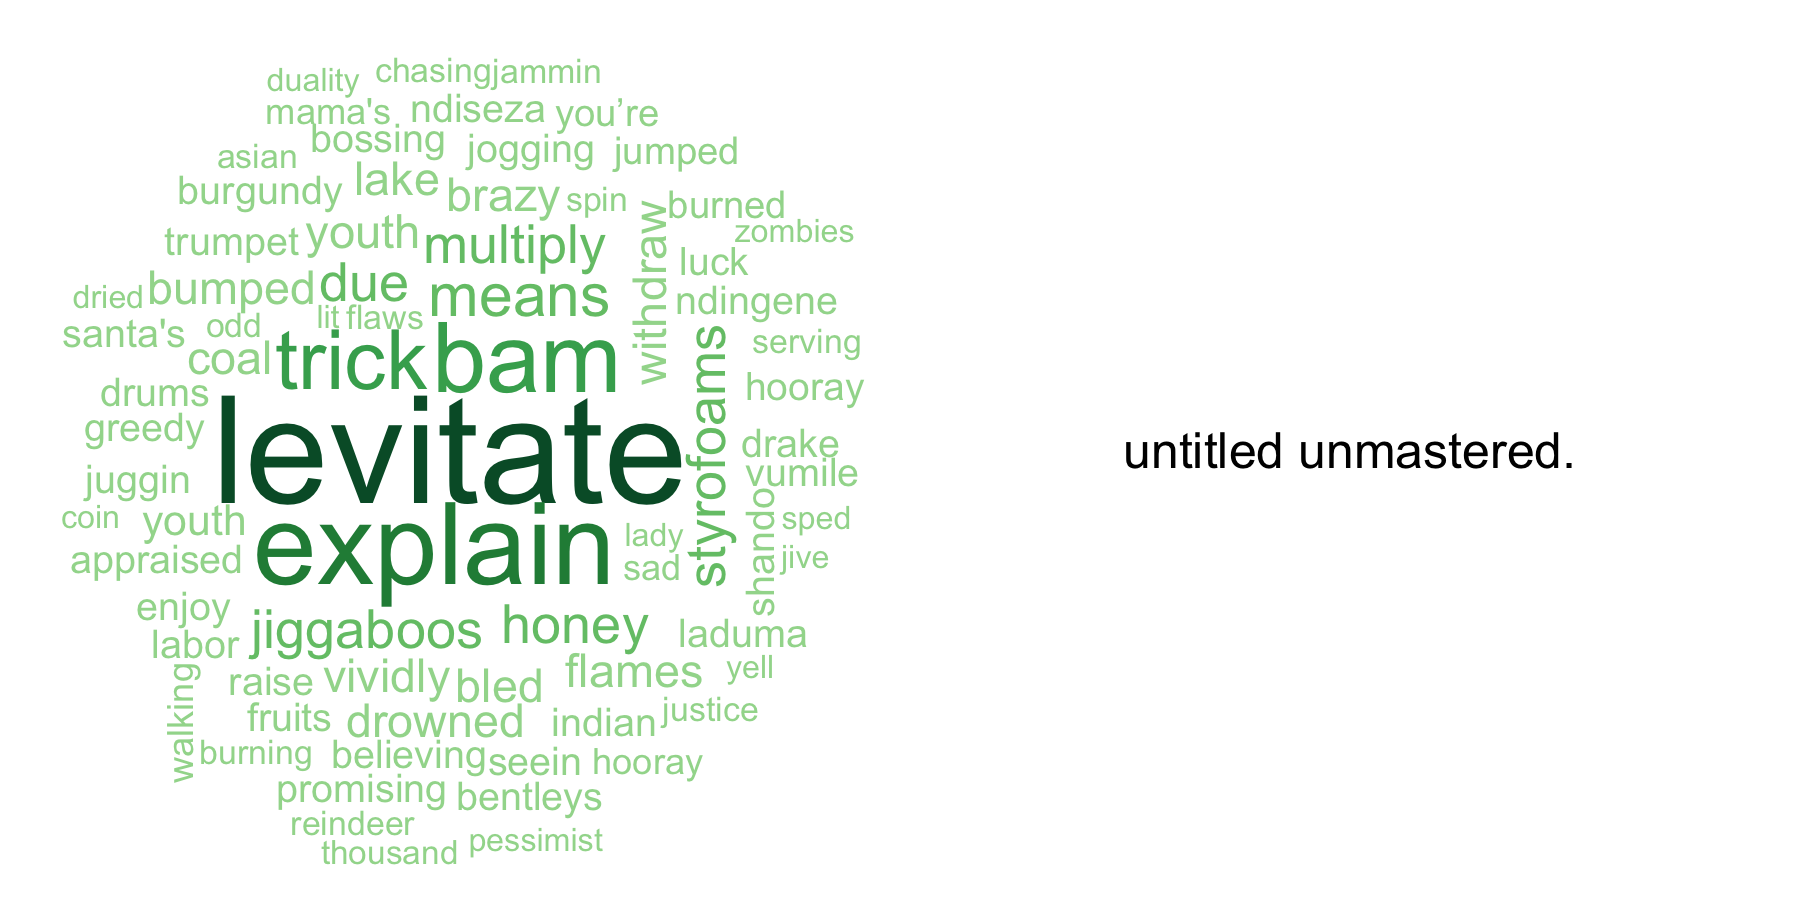 duality chasing jammin
mama's ndiseza you’re
bossing jogging jumped
asian
burgundy lake brazy spin burned
zombies
trumpet youth multiply withdraw luck
dried bumped due means ndingene
santa's odd lit flaws
coal trick bam styrofoams serving
drums hooray
greedy levitate drake
juggin vumile
coin youth explain lady shando sped
appraised sad jive
enjoy
labor jiggaboos honey laduma
walking raise vividly bled flames yell
fruits drowned indian justice
burning believing seein hooray
promising bentleys
reindeer
thousand pessimist
untitled unmastered.